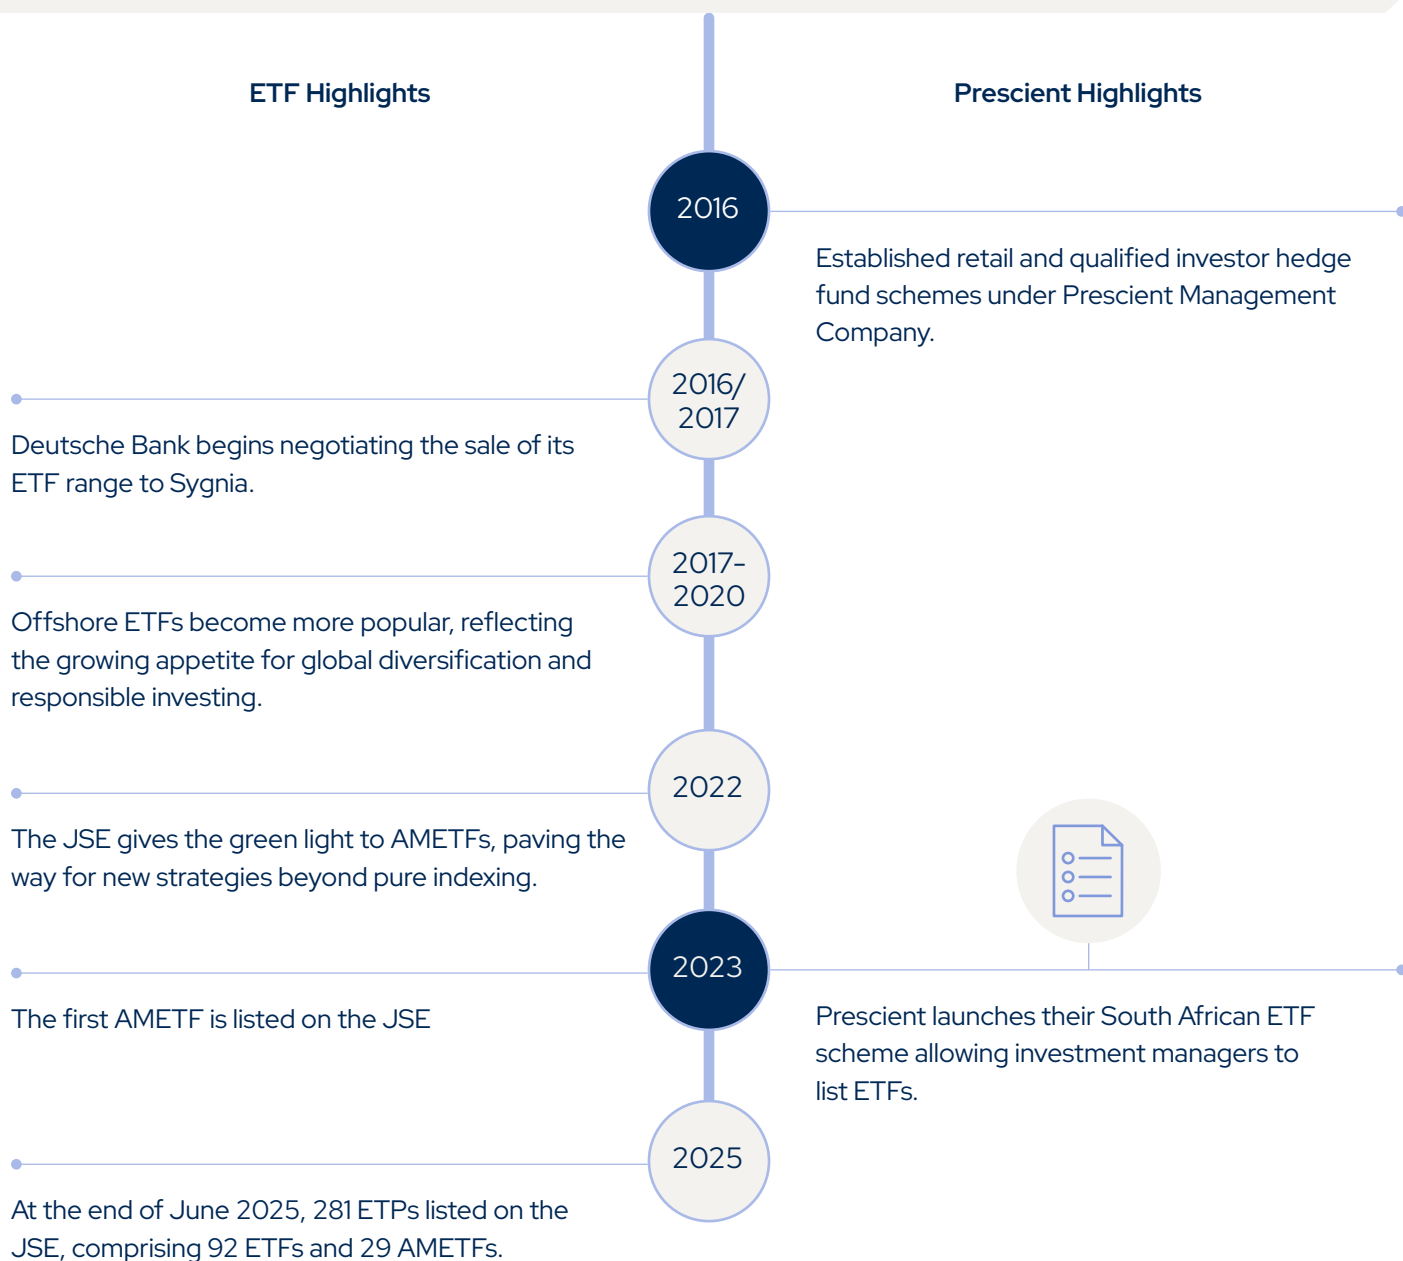 ETF Highlights
Prescient Highlights
2016
Established retail and qualified investor hedge
fund schemes under Prescient Management
Company.
2016/
2017
Deutsche Bank begins negotiating the sale of its
ETF range to Sygnia.
2017-
2020
Offshore ETFs become more popular, reflecting
the growing appetite for global diversification and
responsible investing.
2022
The JSE gives the green light to AMETFs, paving the
way for new strategies beyond pure indexing.
2023
The first AMETF is listed on the JSE
Prescient launches their South African ETF
scheme allowing investment managers to
list ETFs.
2025
At the end of June 2025, 281 ETPs listed on the
JSE, comprising 92 ETFs and 29 AMETFs.